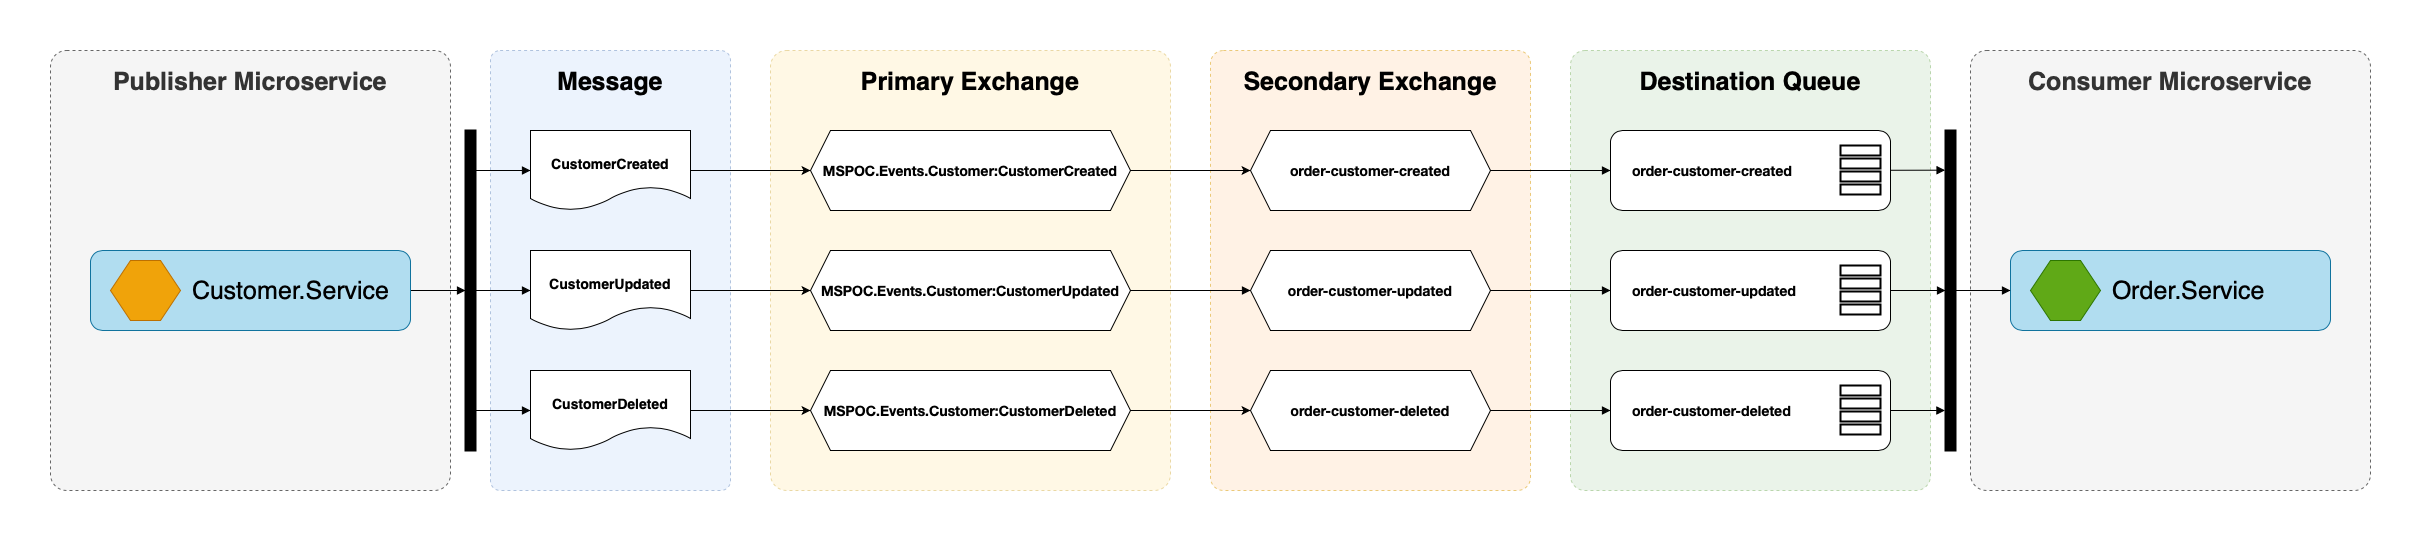 Publisher Microservice
Message
Primary Exchange
Secondary Exchange
Destination Queue
Consumer Microservice
CustomerCreated
MSPOC.Events.Customer:CustomerCreated
order-customer-created
order-customer-created
Customer.Service
CustomerUpdated
MSPOC.Events.Customer:CustomerUpdated
order-customer-updated
order-customer-updated
Order.Service
CustomerDeleted
MSPOC.Events.Customer:CustomerDeleted
order-customer-deleted
order-customer-deleted